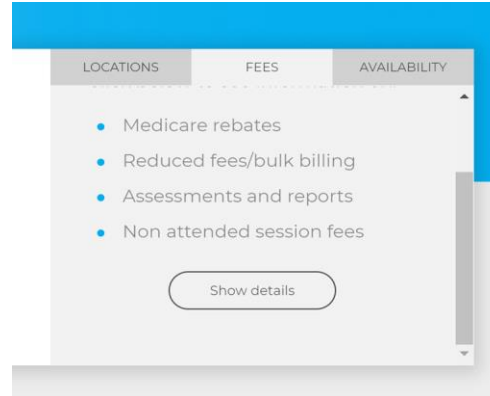 LOCATIONS FEES AVAILABILITY
Medicare rebates
Reduced fees/bulk billing
Assessments and reports
Non attended session fees
Show details